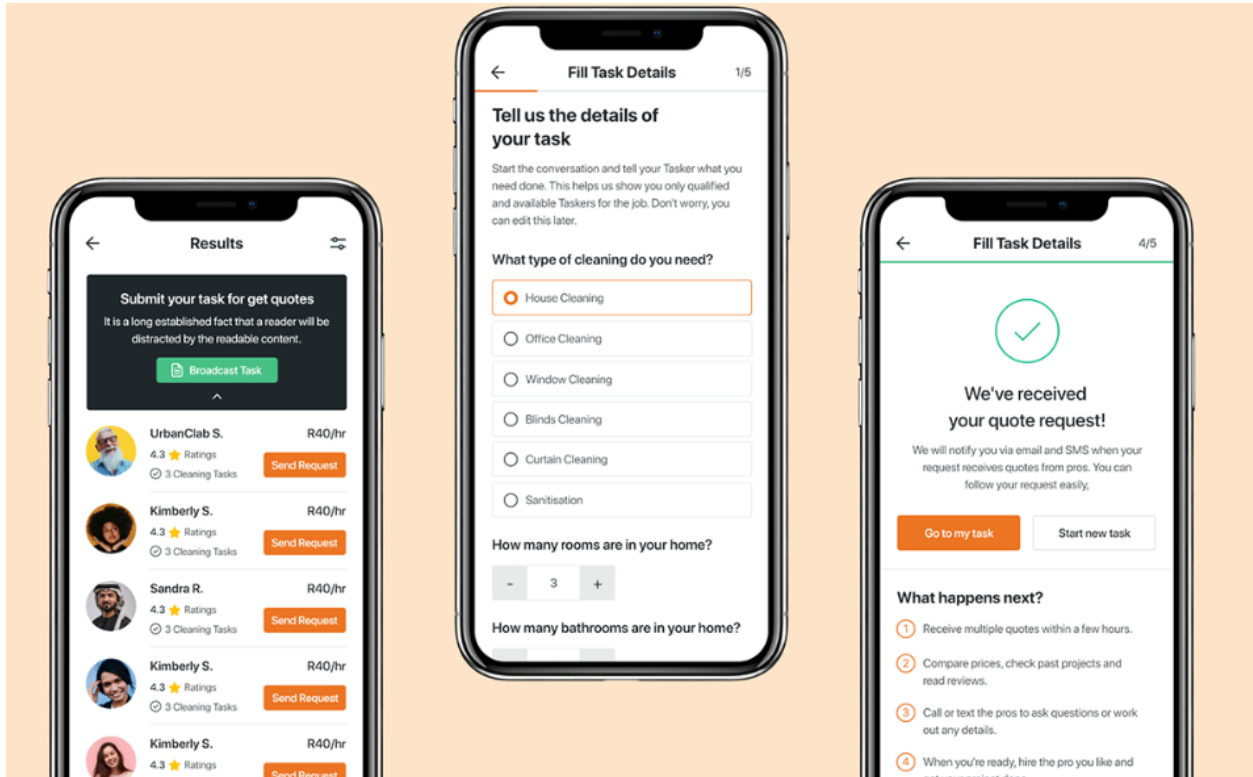 Results
Submit your task for get quotes
It is a long established fact that a reader will be
distracted by the readable content.
Broadcast Task
UrbanClab S.
R40/hr
4.3 Ratings
Send Request
3 Cleaning Tasks
Kimberly S.
R40/hr
4.3 Ratings
Send Request
3 Cleaning Tasks
Sandra R.
R40/hr
4.3 Ratings
Send Request
3 Cleaning Tasks
Kimberly S.
R40/hr
4.3 Ratings
Send Request
3 Cleaning Tasks
Kimberly S.
R40/hr
4.3 Ratings
Send Request
Fill Task Details
1/5
Tell us the details of
your task
Start the conversation and tell your Tasker what you
need done. This helps us show you only qualified
and available Taskers for the job. Don't worry, you
can edit this later.
What type of cleaning do you need?
House Cleaning
Office Cleaning
Window Cleaning
Blinds Cleaning
Curtain Cleaning
Sanitisation
How many rooms are in your home?
- 3 +
How many bathrooms are in your home?
Fill Task Details
4/5
We've received
your quote request!
We will notify you via email and SMS when your
request receives quotes from pros. You can
follow your request easily,
Go to my task
Start new task
What happens next?
1 Receive multiple quotes within a few hours.
2 Compare prices, check past projects and
read reviews.
3 Call or text the pros to ask questions or work
out any details.
4 When you're ready, hire the pro you like and